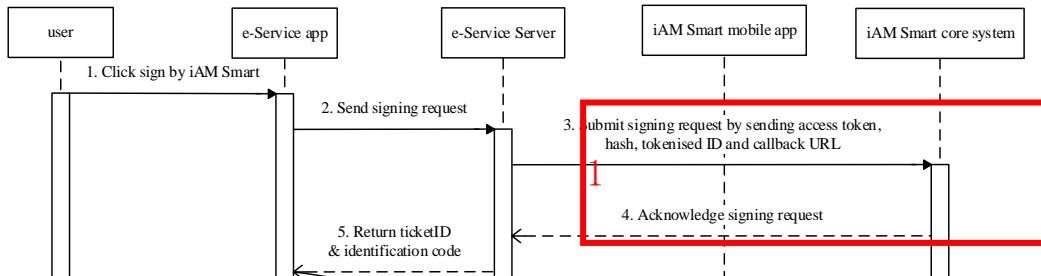 user
e-Service app
e-Service Server
iAM Smart mobile app
iAM Smart core system
1. Click sign by iAM Smart
2. Send signing request
3. Submit signing request by sending access token,
hash, tokenised ID and callback URL
1
4. Acknowledge signing request
5. Return ticketID
& identification code